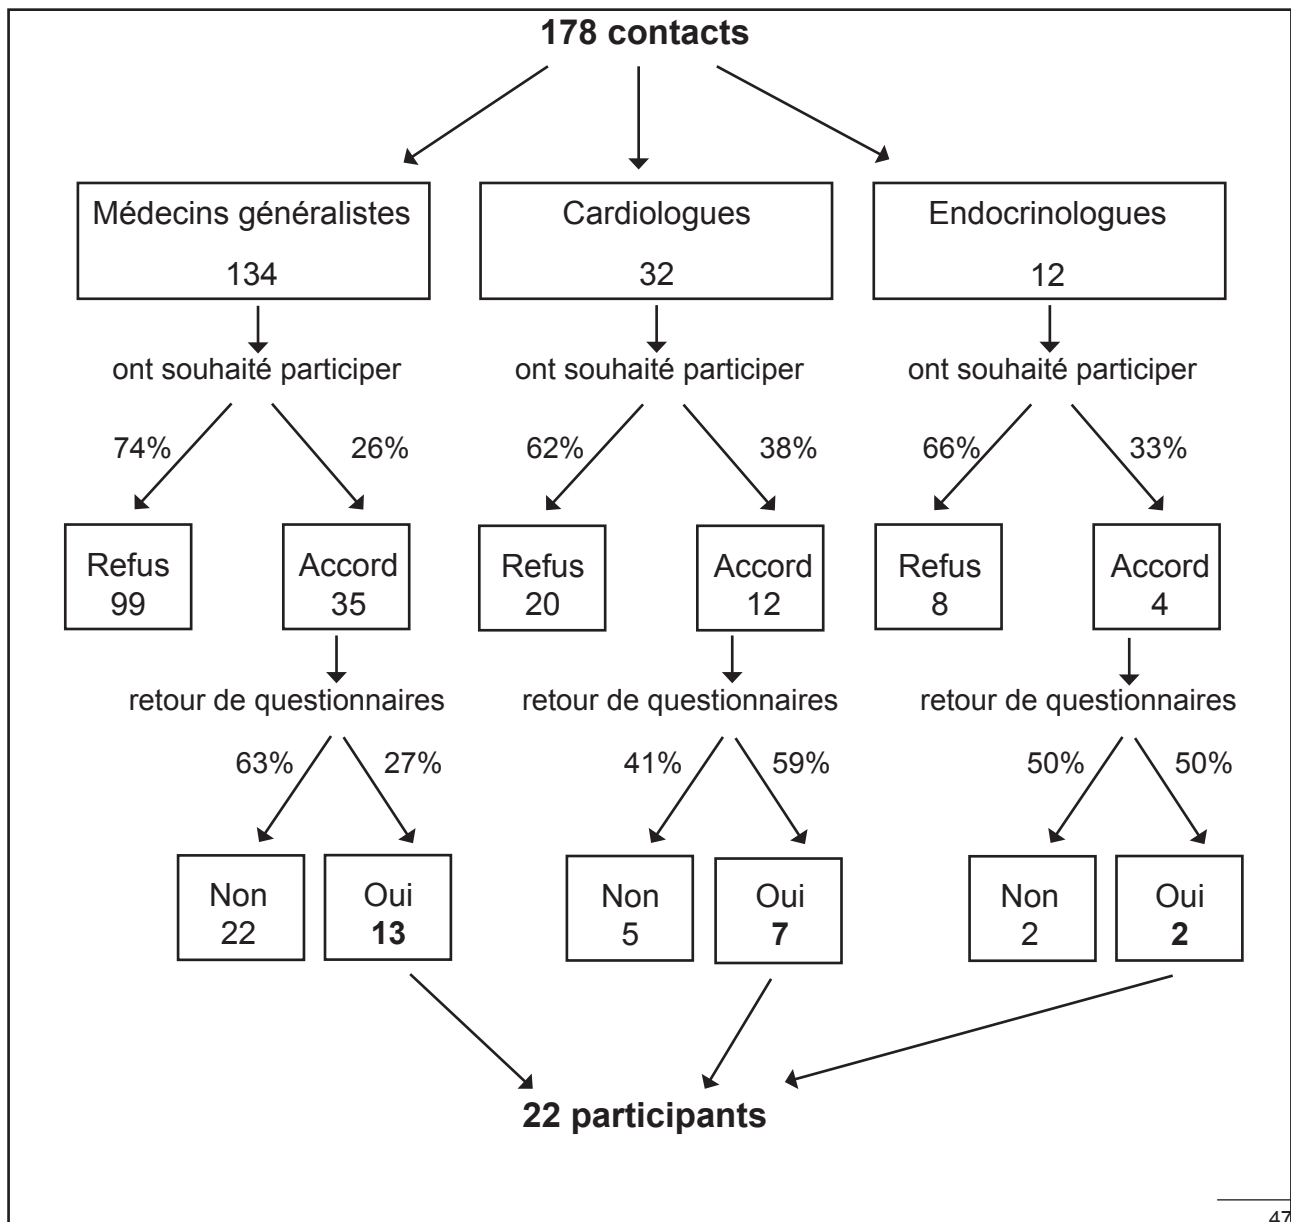 178 contacts
Médecins généralistes
134
Cardiologues
32
Endocrinologues
12
ont souhaité participer
ont souhaité participer
ont souhaité participer
74%
26%
62%
38%
66%
33%
Refus
99
Accord
35
Refus
20
Accord
12
Refus
8
Accord
4
retour de questionnaires
retour de questionnaires
retour de questionnaires
63%
27%
41%
59%
50%
50%
Non
22
Oui
13
Non
5
Oui
7
Non
2
Oui
2
22 participants
47